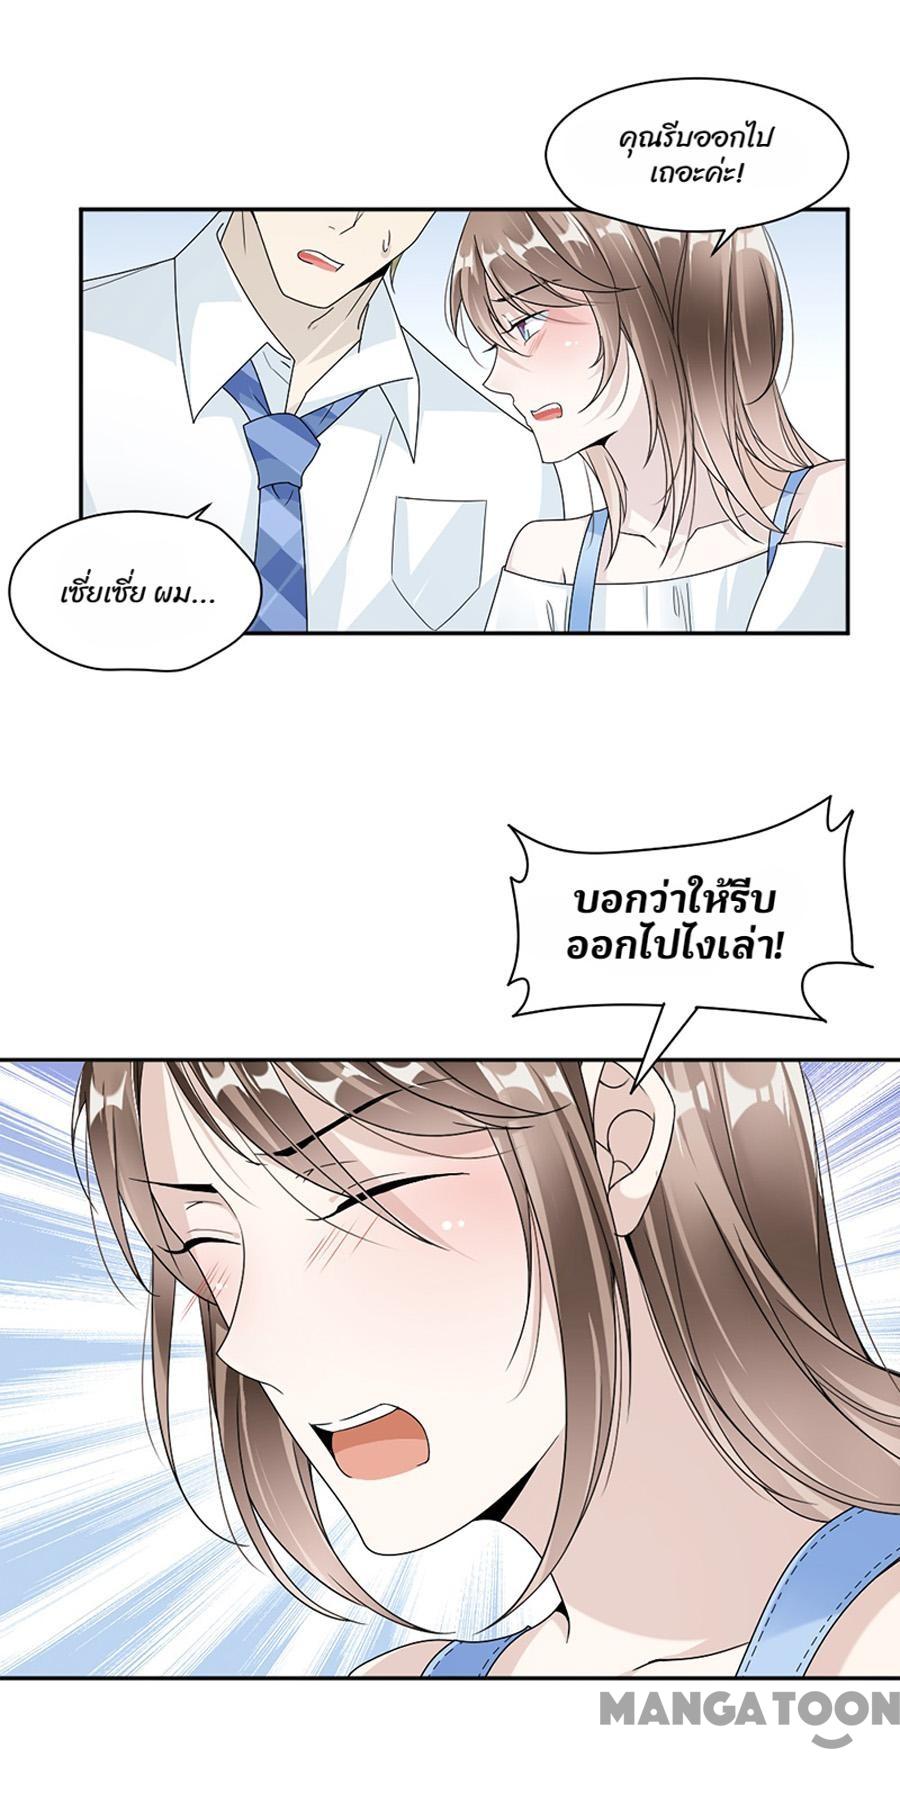 คุณรีบออกไป
เถอะค่ะ!
เซี่ยเซี่ย ผม...
บอกว่าให้รีบ
ออกไปไงเล่า!
MANGATOON